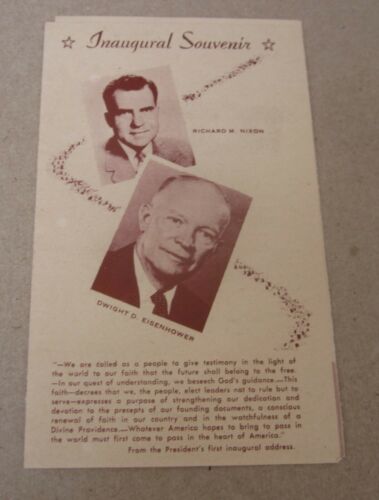 ☆ Inaugural Souvenir ☆
RICHARD M. NIXON
DWIGHT D. EISENHOWER
"—We are called as a people to give testimony in the light of
the world to our faith that the future shall belong to the free.
—In our quest of understanding, we beseech God's guidance.—This
faith—decrees that we, the people, elect leaders not to rule but to
serve—expresses a purpose of strengthening our dedication and
devotion to the precepts of our founding documents, a conscious
renewal of faith in our country and in the watchfulness of a
Divine Providence.—Whatever America hopes to bring to pass in
the world must first come to pass in the heart of America."
From the President's first inaugural address.